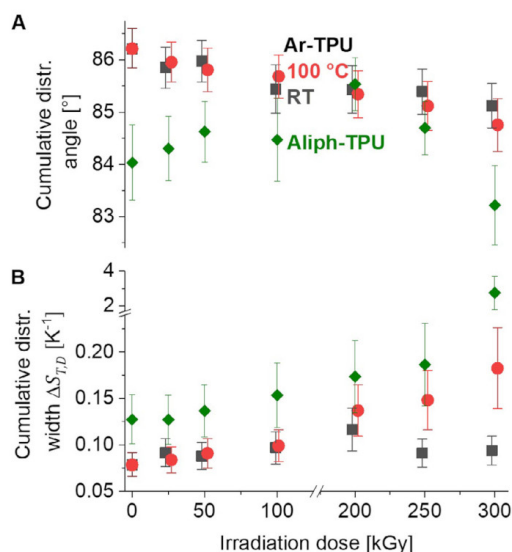 A
Cumulative distr.
angle [°]
86
85
84
83
Ar-TPU
100 °C
RT
Aliph-TPU
B
Cumulative distr.
width ΔS_T,D [K⁻¹]
4
2
0.20
0.15
0.10
0.05
0 50 100 200 250 300
Irradiation dose [kGy]